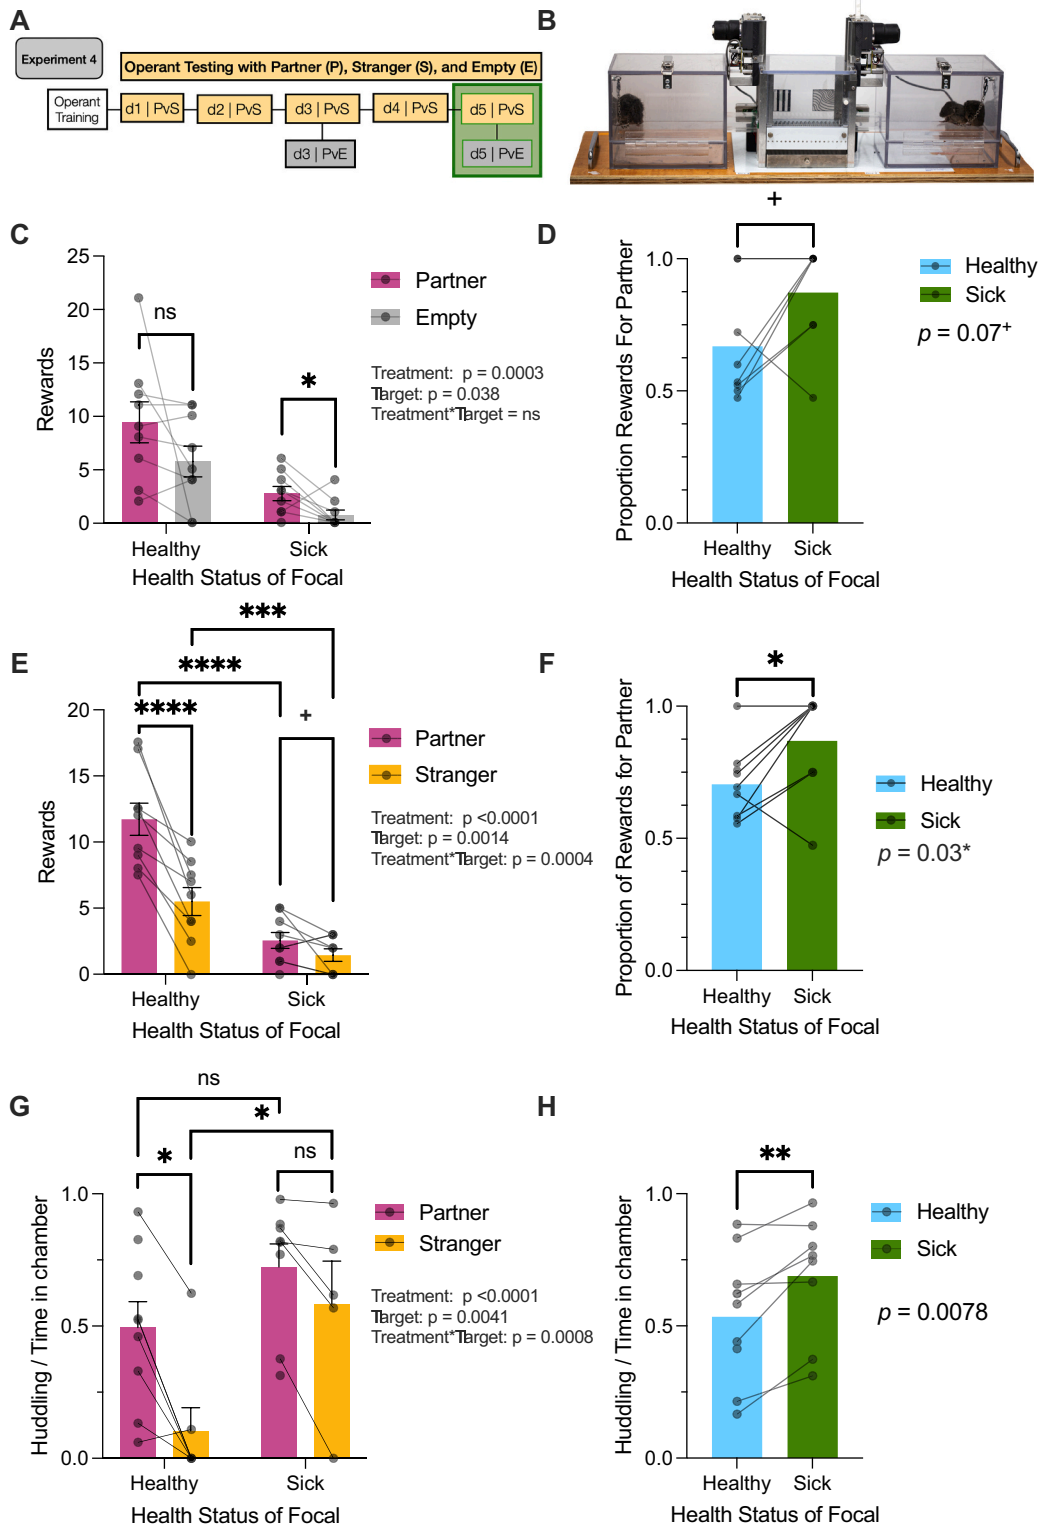 A
Experiment 4
Operant Testing with Partner (P), Stranger (S), and Empty (E)
Operant
Training
d1 | PvS
d2 | PvS
d3 | PvS
d4 | PvS
d5 | PvS
d3 | PvE
d5 | PvE
B
C
25
20
15
10
5
0
Rewards
ns
*
Healthy
Sick
Health Status of Focal
Partner
Empty
Treatment: p = 0.0003
Target: p = 0.038
Treatment*Target = ns
D
+
1.0
0.5
0.0
Proportion Rewards For Partner
Healthy
Sick
Health Status of Focal
Healthy
Sick
p = 0.07+
E
***
****
****
+
20
15
10
5
0
Rewards
Healthy
Sick
Health Status of Focal
Partner
Stranger
Treatment: p <0.0001
Target: p = 0.0014
Treatment*Target: p = 0.0004
F
*
1.0
0.5
0.0
Proportion of Rewards for Partner
Healthy
Sick
Health Status of Focal
Healthy
Sick
p = 0.03*
G
ns
*
*
ns
1.0
0.5
0.0
Huddling / Time in chamber
Healthy
Sick
Health Status of Focal
Partner
Stranger
Treatment: p <0.0001
Target: p = 0.0041
Treatment*Target: p = 0.0008
H
**
1.0
0.5
0.0
Huddling / Time in chamber
Healthy
Sick
Health Status of Focal
Healthy
Sick
p = 0.0078